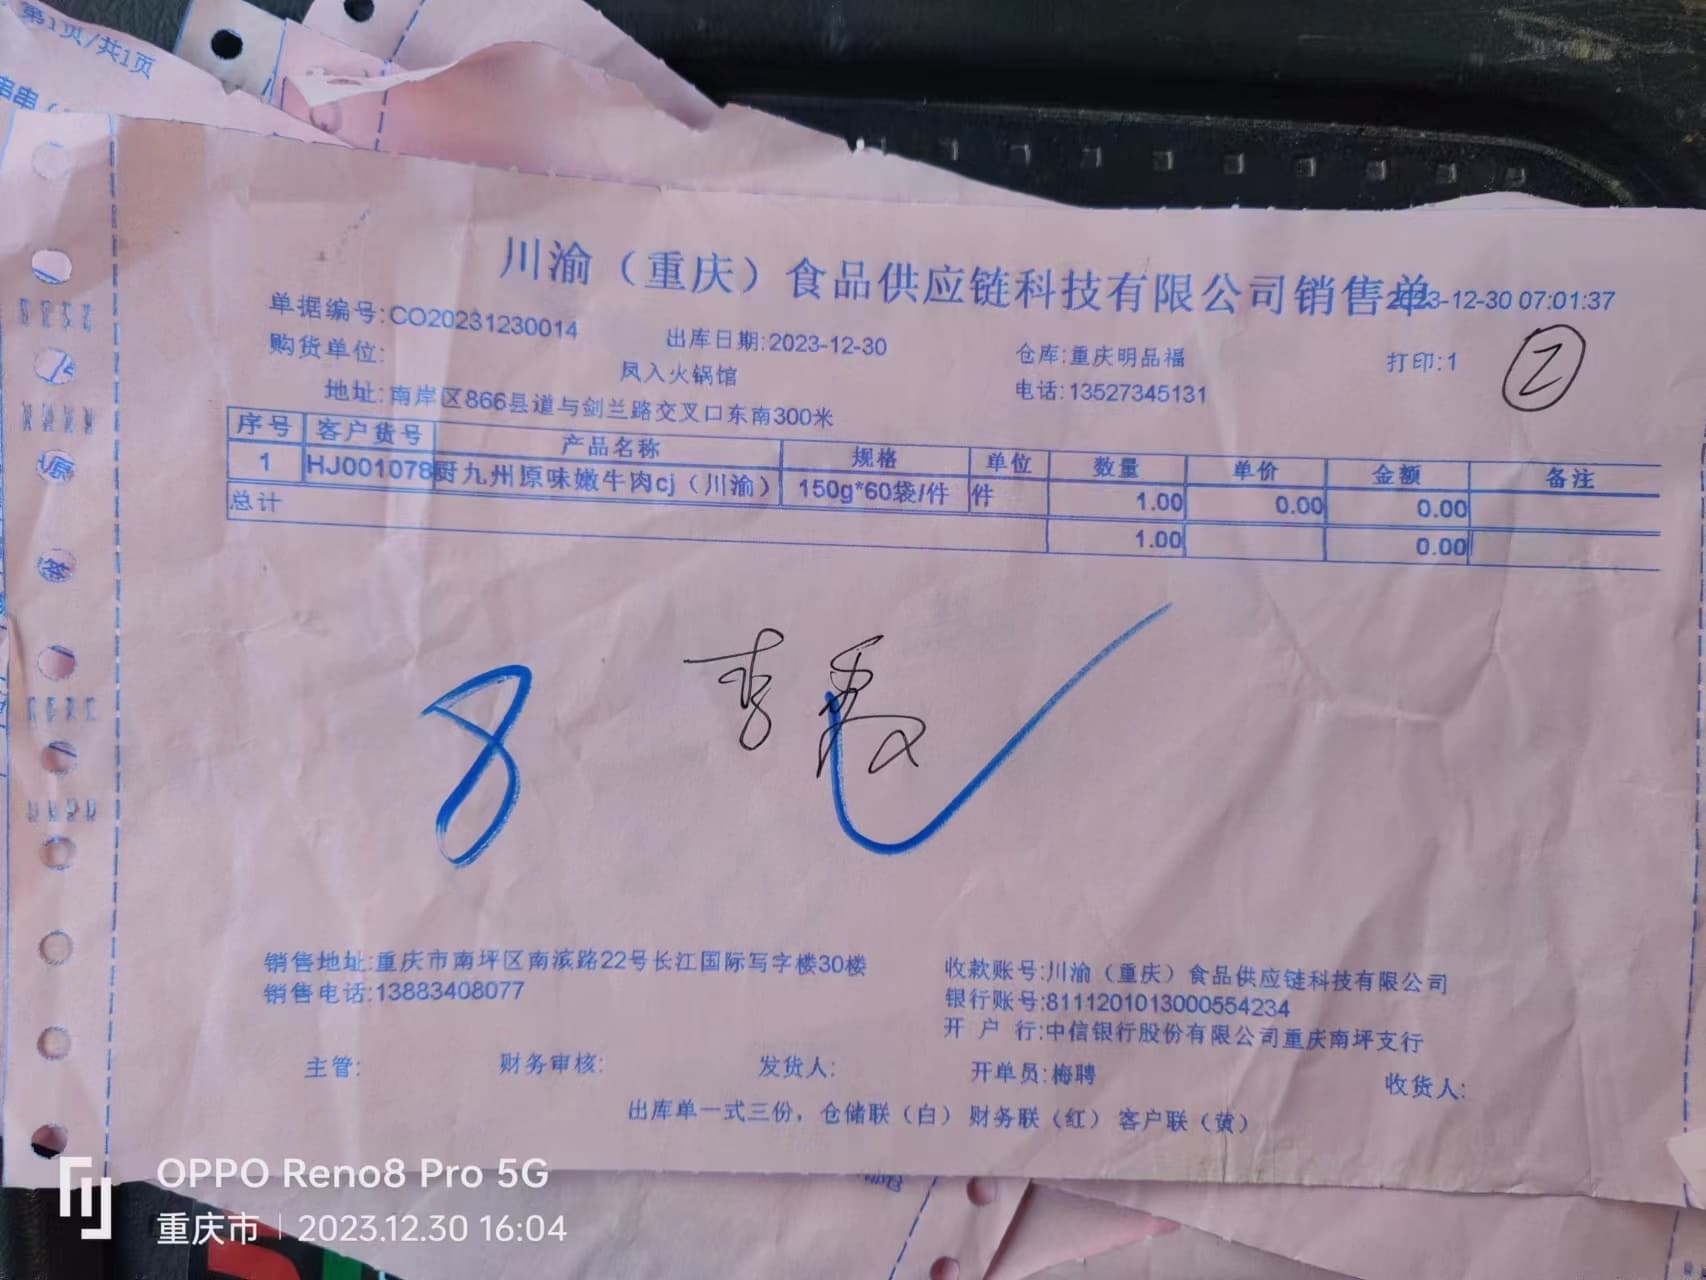 第1页/共1页
串串
川渝（重庆）食品供应链科技有限公司销售单
2023-12-30 07:01:37
单据编号:CO20231230014
出库日期:2023-12-30
仓库:重庆明品福
打印:1
2
购货单位:
凤入火锅馆
电话:13527345131
地址:南岸区866县道与剑兰路交叉口东南300米
序号 客户货号 产品名称 规格 单位 数量 单价 金额 备注
1 HJ001078 厨九州原味嫩牛肉cj（川渝） 150g*60袋/件 件 1.00 0.00 0.00
总计 1.00 0.00
8
销售地址:重庆市南坪区南滨路22号长江国际写字楼30楼
销售电话:13883408077
收款账号:川渝（重庆）食品供应链科技有限公司
银行账号:8111201013000554234
开 户 行:中信银行股份有限公司重庆南坪支行
主管: 财务审核: 发货人: 开单员:梅聘 收货人:
出库单一式三份，仓储联（白） 财务联（红） 客户联（黄）
OPPO Reno8 Pro 5G
重庆市 | 2023.12.30 16:04